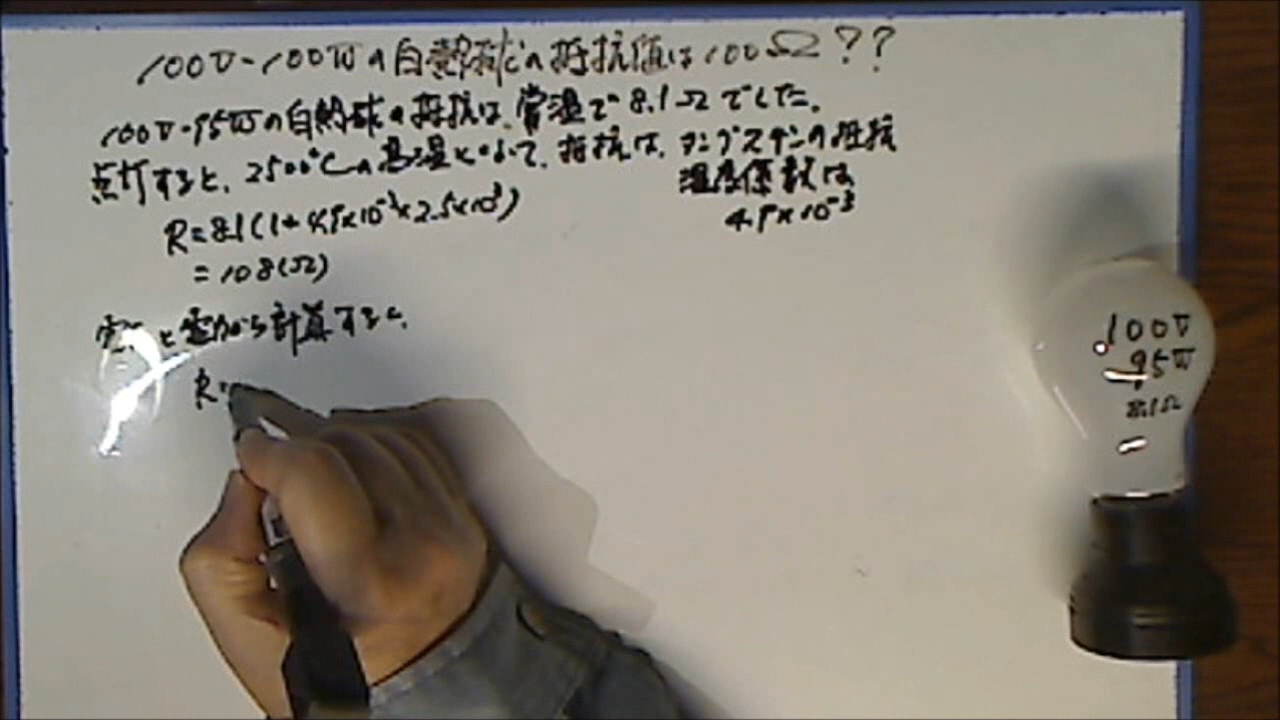 100V-100Wの白熱球の抵抗値は100Ω??
100V-95Wの白熱球の抵抗は、常温で8.1Ωでした。
点灯すると、2500℃の高温となって、抵抗は、タングステンの抵抗
温度係数は
4.9×10⁻³
R=8.1(1+4.9×10⁻³×2.5×10³)
=108(Ω)
と電力から計算すると、
R=
100V
95W
8.1Ω